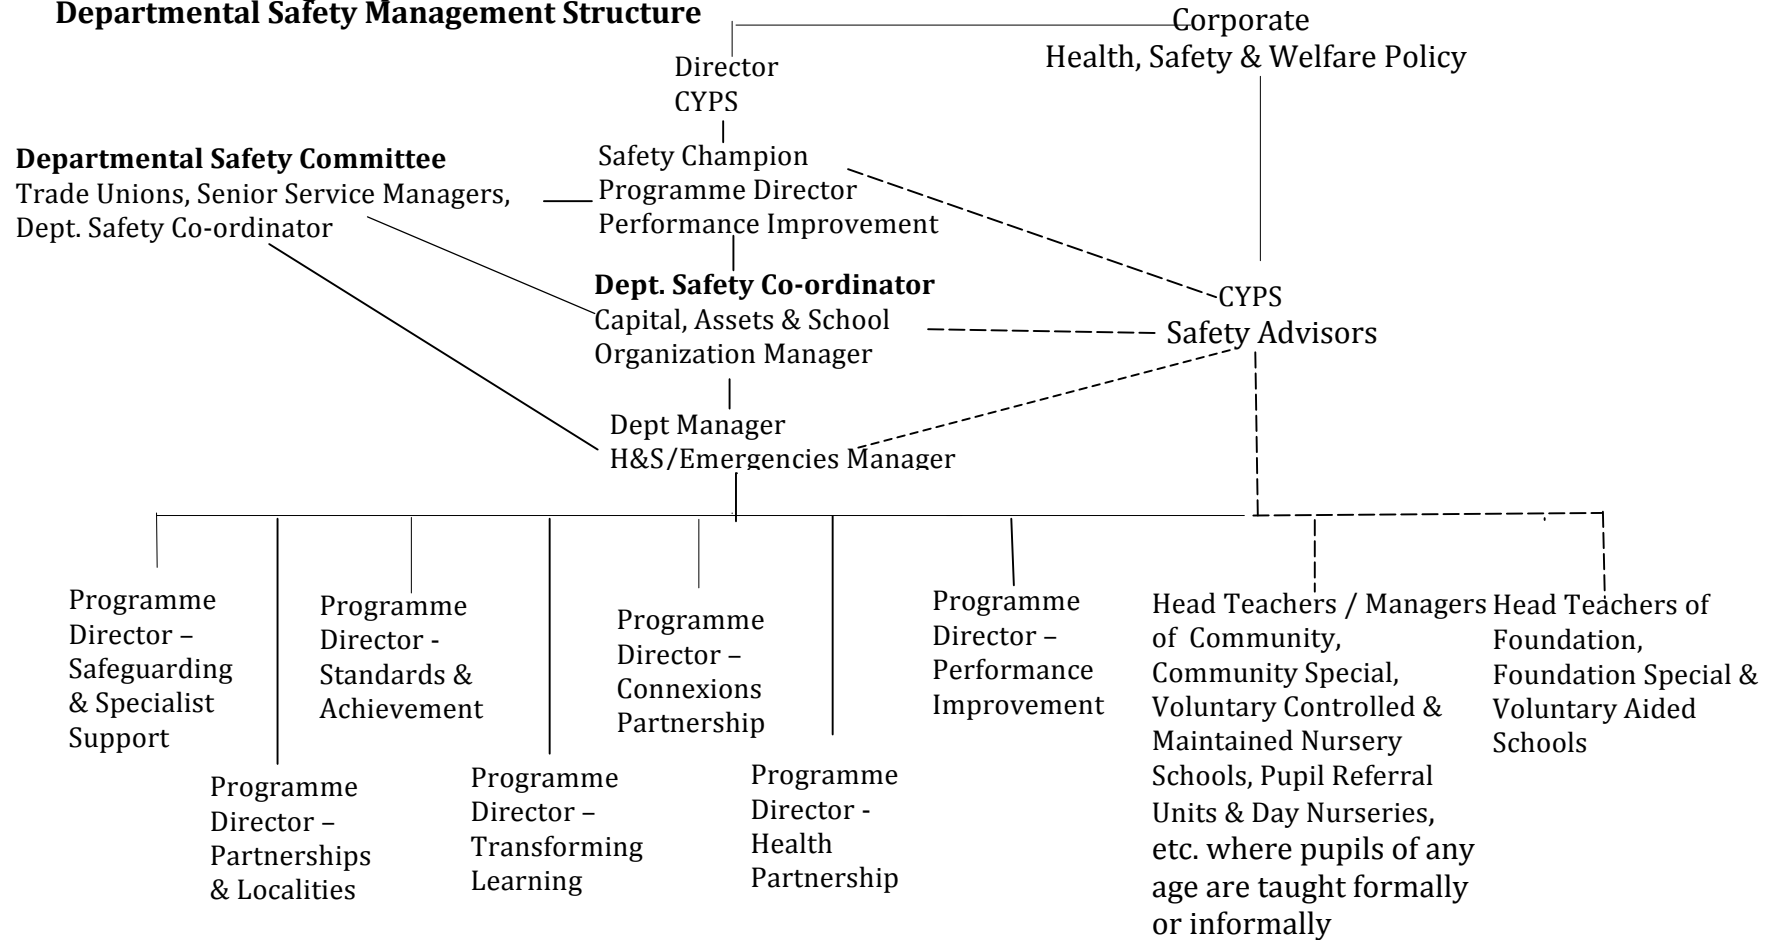 Departmental Safety Management Structure
Corporate
Health, Safety & Welfare Policy
Director
CYPS
Departmental Safety Committee
Trade Unions, Senior Service Managers,
Dept. Safety Co-ordinator
Safety Champion
Programme Director
Performance Improvement
Dept. Safety Co-ordinator
Capital, Assets & School
Organization Manager
CYPS
Safety Advisors
Dept Manager
H&S/Emergencies Manager
Programme
Director –
Safeguarding
& Specialist
Support
Programme
Director –
Partnerships
& Localities
Programme
Director -
Standards &
Achievement
Programme
Director –
Transforming
Learning
Programme
Director –
Connexions
Partnership
Programme
Director -
Health
Partnership
Programme
Director –
Performance
Improvement
Head Teachers / Managers
of Community,
Community Special,
Voluntary Controlled &
Maintained Nursery
Schools, Pupil Referral
Units & Day Nurseries,
etc. where pupils of any
age are taught formally
or informally
Head Teachers of
Foundation,
Foundation Special &
Voluntary Aided
Schools